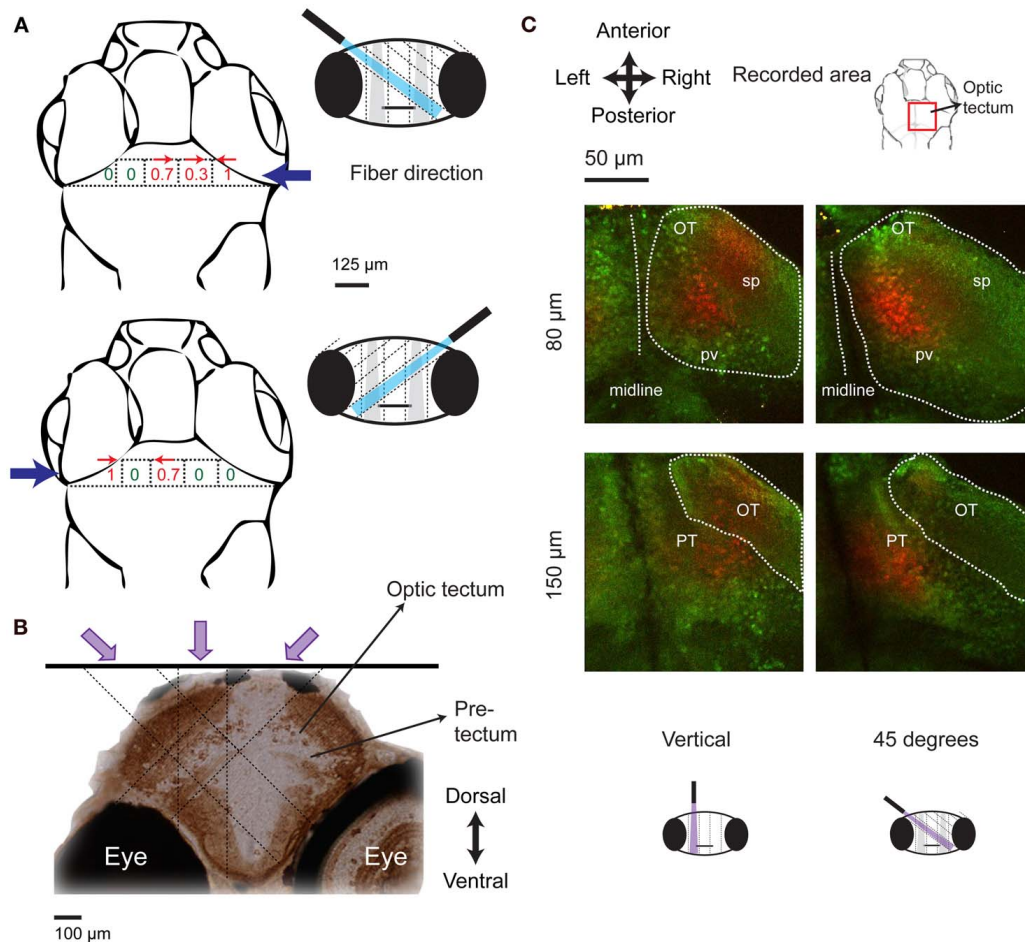 A
0 0 0.7 0.3 1
Fiber direction
125 µm
1 0 0.7 0 0
B
Optic tectum
Pre-
tectum
Dorsal
Ventral
Eye
Eye
100 µm
C
Anterior
Left
Right
Posterior
Recorded area
Optic
tectum
50 µm
80 µm
OT
sp
pv
midline
OT
sp
pv
midline
150 µm
OT
PT
OT
PT
Vertical
45 degrees